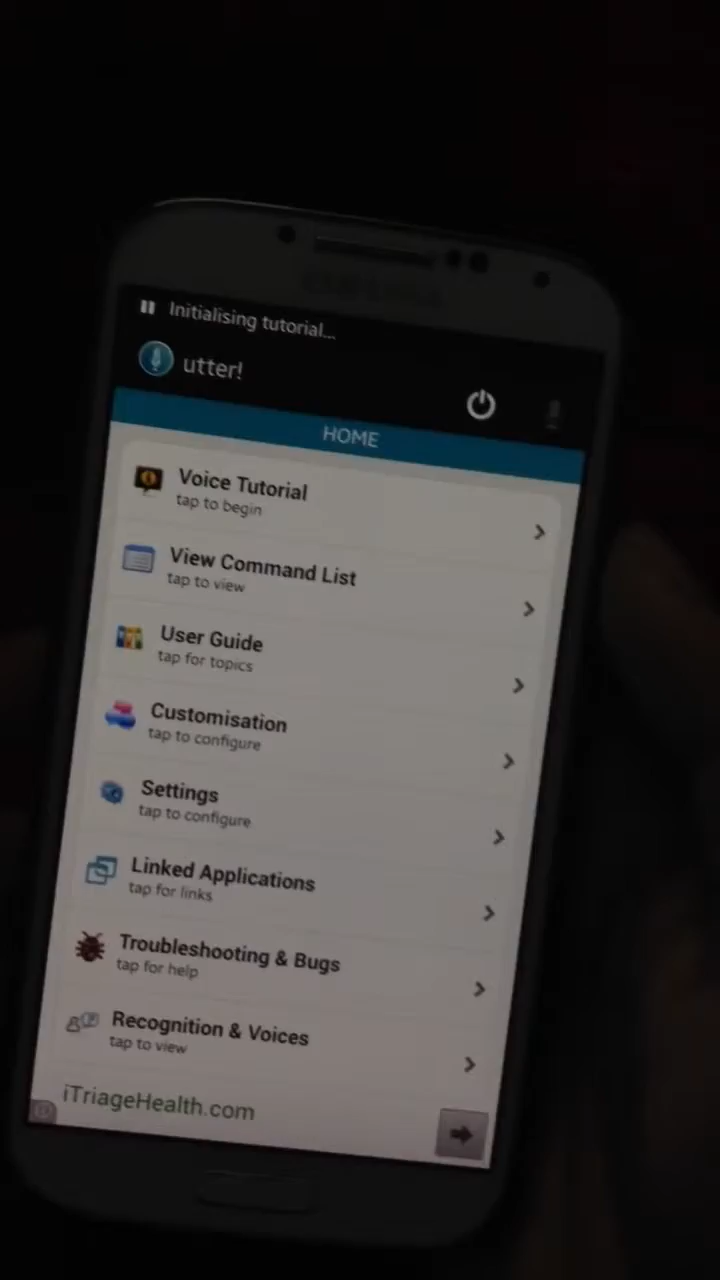 Initialising tutorial...
utter!
HOME
Voice Tutorial
tap to begin
View Command List
tap to view
User Guide
tap for topics
Customisation
tap to configure
Settings
tap to configure
Linked Applications
tap for links
Troubleshooting & Bugs
tap for help
Recognition & Voices
tap to view
iTriageHealth.com